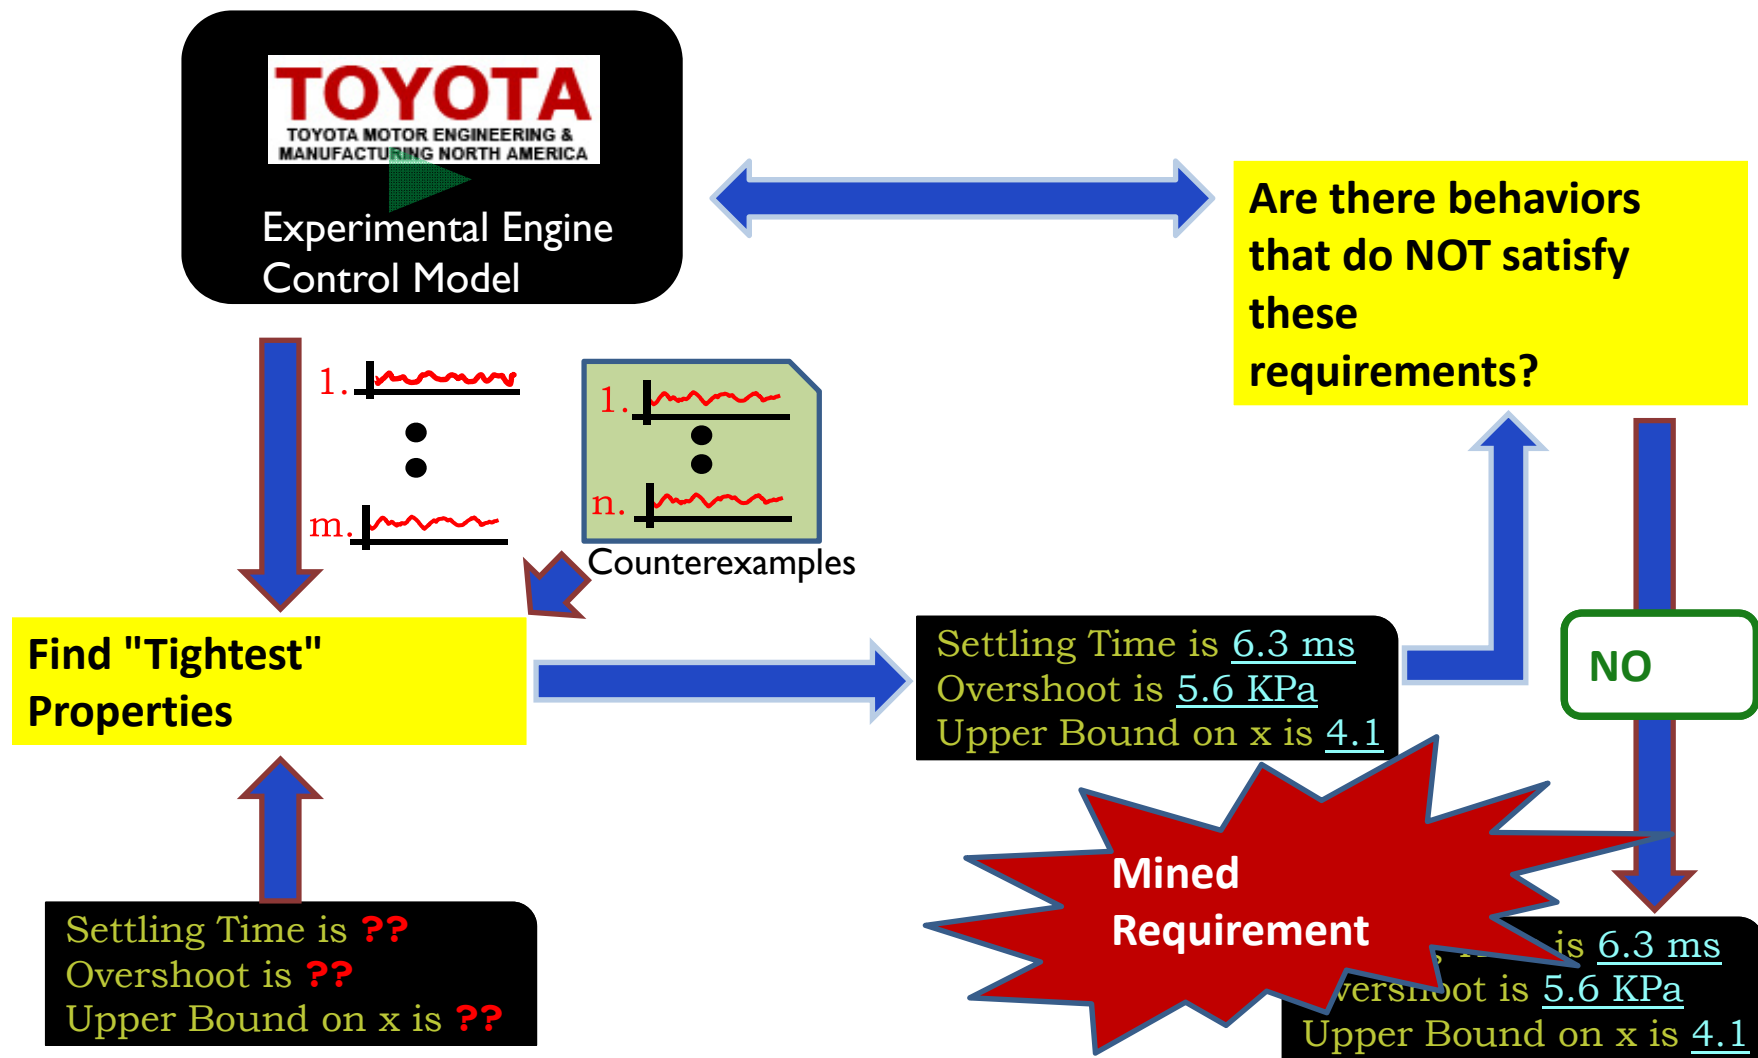 TOYOTA
TOYOTA MOTOR ENGINEERING &
MANUFACTURING NORTH AMERICA
Experimental Engine
Control Model
Are there behaviors
that do NOT satisfy
these
requirements?
1.
m.
1.
n.
Counterexamples
Find "Tightest"
Properties
Settling Time is 6.3 ms
Overshoot is 5.6 KPa
Upper Bound on x is 4.1
NO
Mined
Requirement
Settling Time is ??
Overshoot is ??
Upper Bound on x is ??
is 6.3 ms
vershoot is 5.6 KPa
Upper Bound on x is 4.1